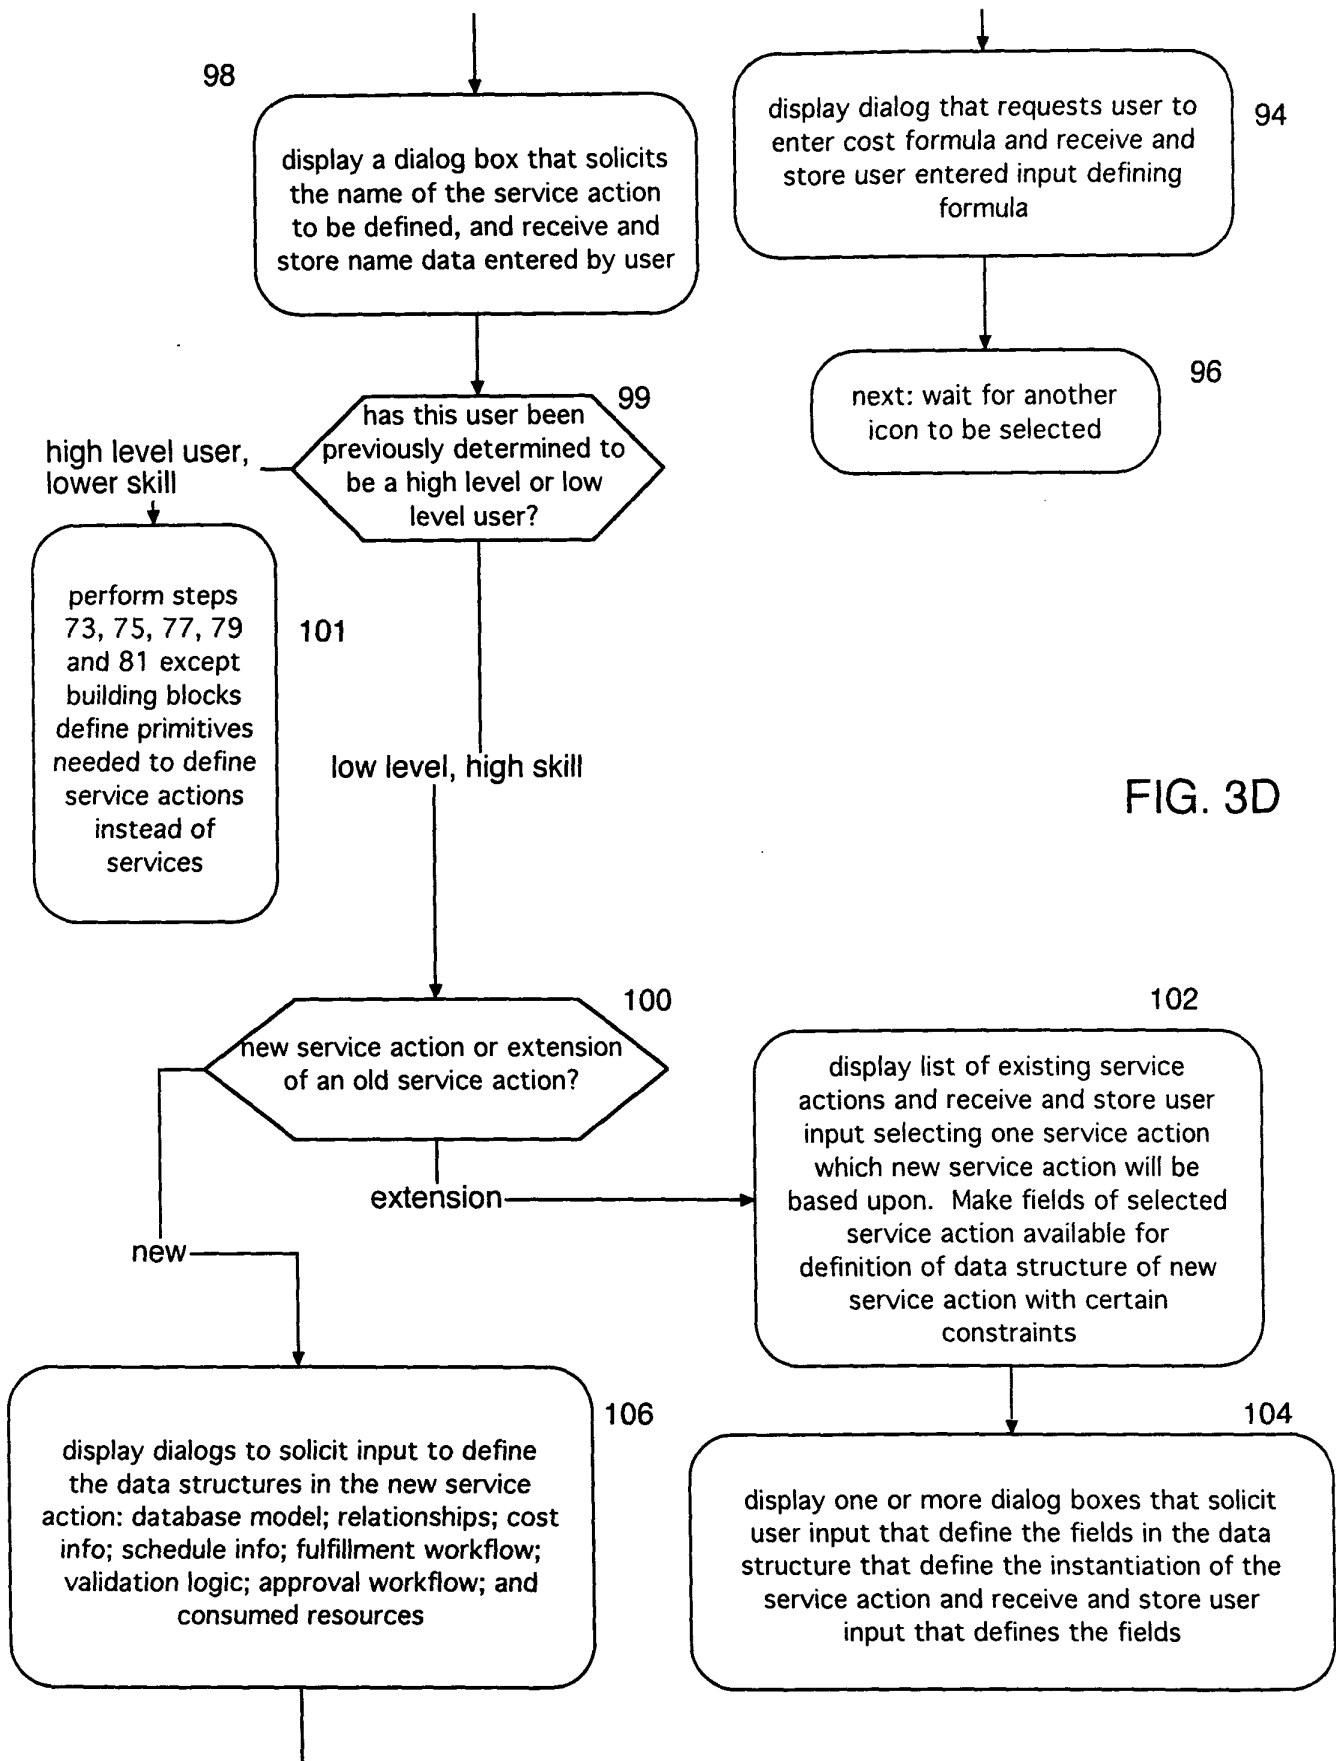 98
display a dialog box that solicits
the name of the service action
to be defined, and receive and
store name data entered by user
94
display dialog that requests user to
enter cost formula and receive and
store user entered input defining
formula
96
next: wait for another
icon to be selected
99
has this user been
previously determined to
be a high level or low
level user?
high level user,
lower skill
101
perform steps
73, 75, 77, 79
and 81 except
building blocks
define primitives
needed to define
service actions
instead of
services
low level, high skill
FIG. 3D
100
new service action or extension
of an old service action?
extension
new
102
display list of existing service
actions and receive and store user
input selecting one service action
which new service action will be
based upon. Make fields of selected
service action available for
definition of data structure of new
service action with certain
constraints
106
display dialogs to solicit input to define
the data structures in the new service
action: database model; relationships; cost
info; schedule info; fulfillment workflow;
validation logic; approval workflow; and
consumed resources
104
display one or more dialog boxes that solicit
user input that define the fields in the data
structure that define the instantiation of the
service action and receive and store user
input that defines the fields